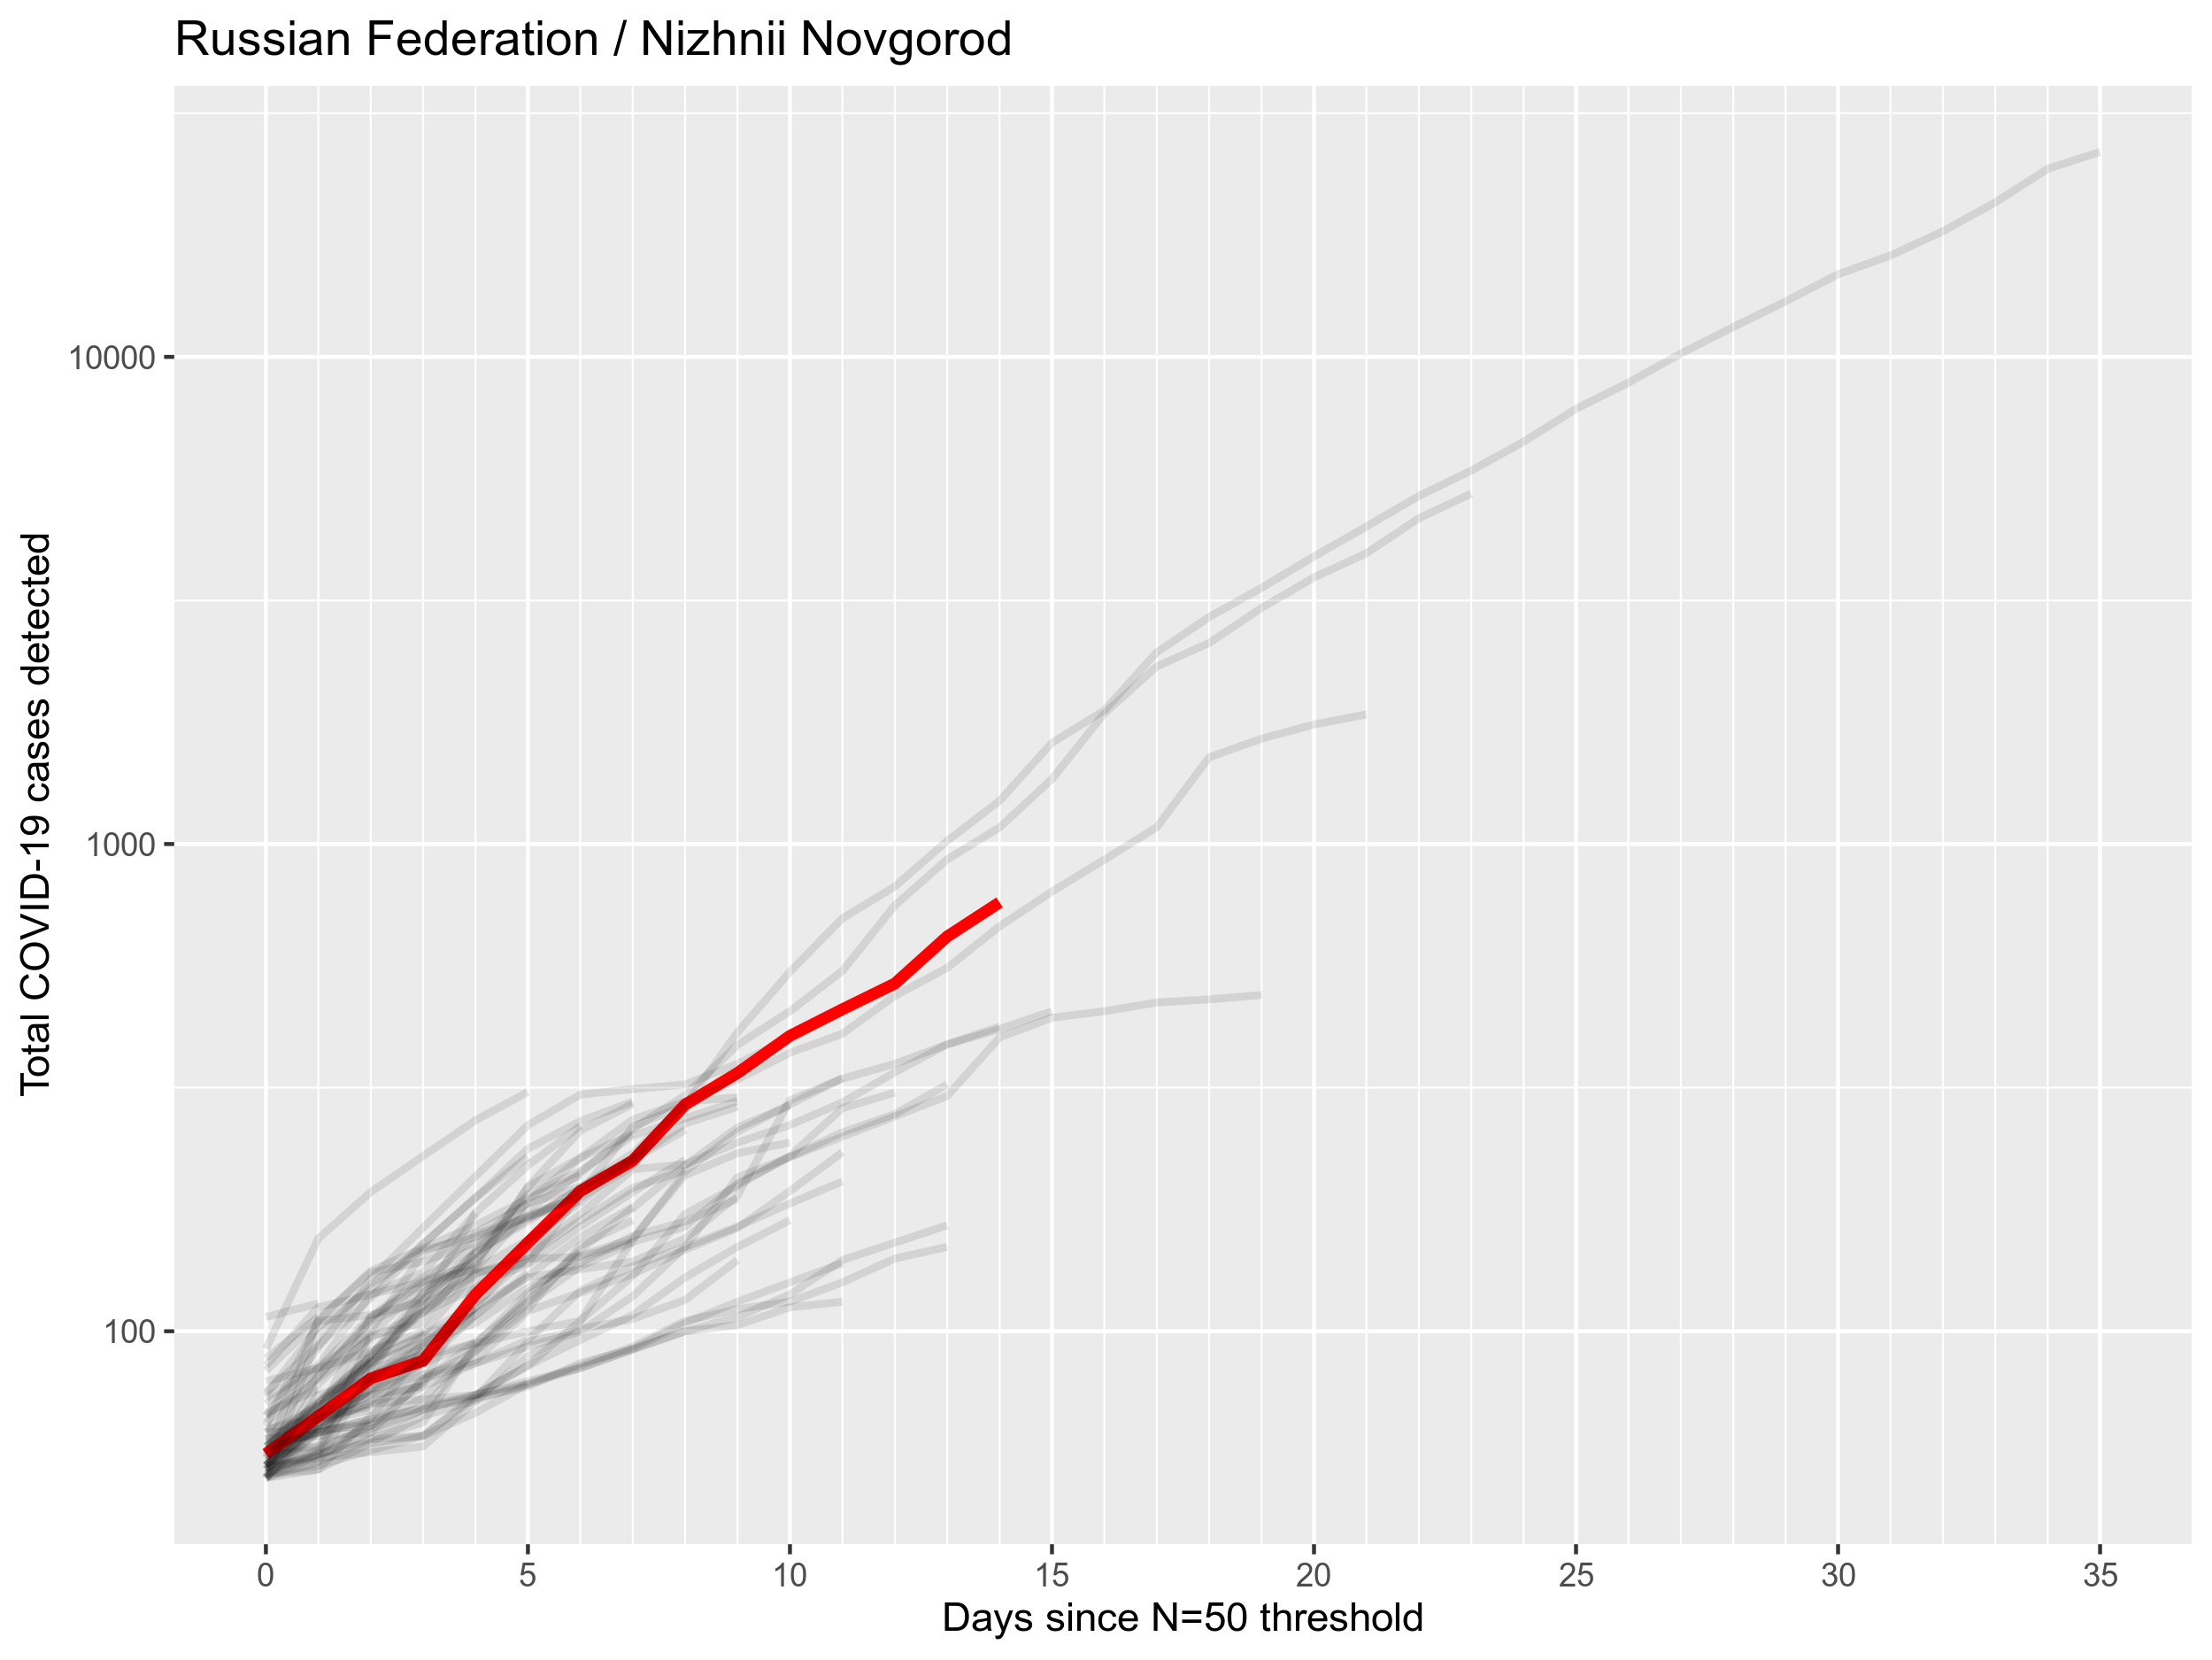 Russian Federation / Nizhnii Novgorod
Total COVID-19 cases detected
10000
1000
100
0 5 10 15 20 25 30 35
Days since N=50 threshold